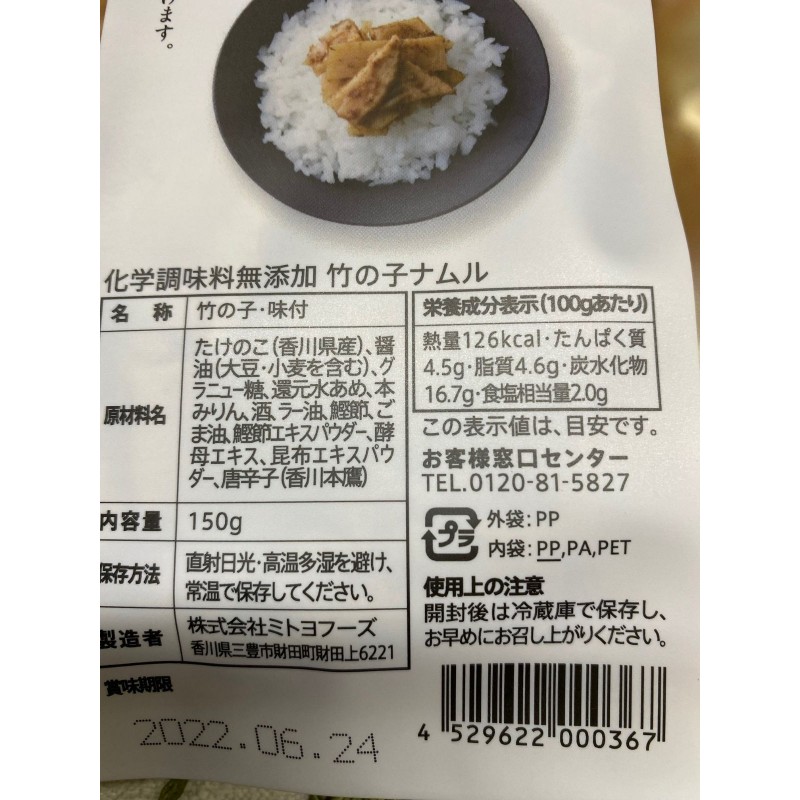 けます。
化学調味料無添加 竹の子ナムル
名 称 竹の子・味付
原材料名
たけのこ（香川県産）、醤
油（大豆・小麦を含む）、グ
ラニュー糖、還元水あめ、本
みりん、酒、ラー油、鰹節、ご
ま油、鰹節エキスパウダー、酵
母エキス、昆布エキスパウ
ダー、唐辛子（香川本鷹）
内容量 150g
保存方法
直射日光・高温多湿を避け、
常温で保存してください。
製造者
株式会社ミトヨフーズ
香川県三豊市財田町財田上6221
賞味期限
2022.06.24
栄養成分表示（100gあたり）
熱量126kcal・たんぱく質
4.5g・脂質4.6g・炭水化物
16.7g・食塩相当量2.0g
この表示値は、目安です。
お客様窓口センター
TEL.0120-81-5827
プラ
外袋：PP
内袋：PP,PA,PET
使用上の注意
開封後は冷蔵庫で保存し、
お早めにお召し上がりください。
4 529622 000367